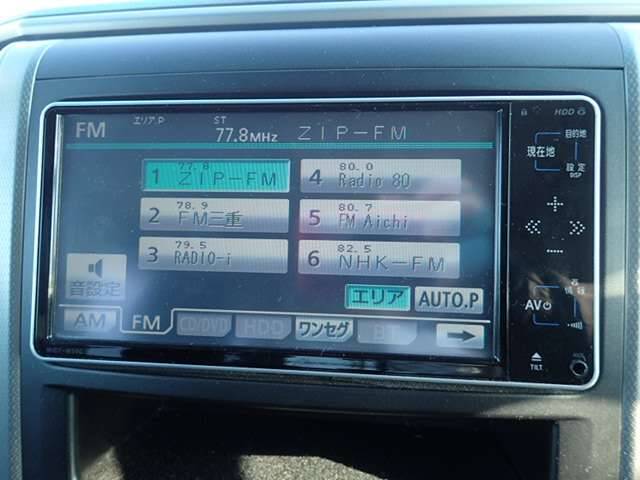 FM エリア.P ST 77.8MHZ ZIP-FM
HDD
77.8
1 ZIP-FM
78.9
2 FM三重
79.5
3 RADIO-i
80.0
4 Radio 80
80.7
5 FM Aichi
82.5
6 NHK-FM
音設定
エリア AUTO.P
AM FM CD/DVD HDD ワンセグ BT
目的地
現在地
設定
DISP
AV
情報
TILT